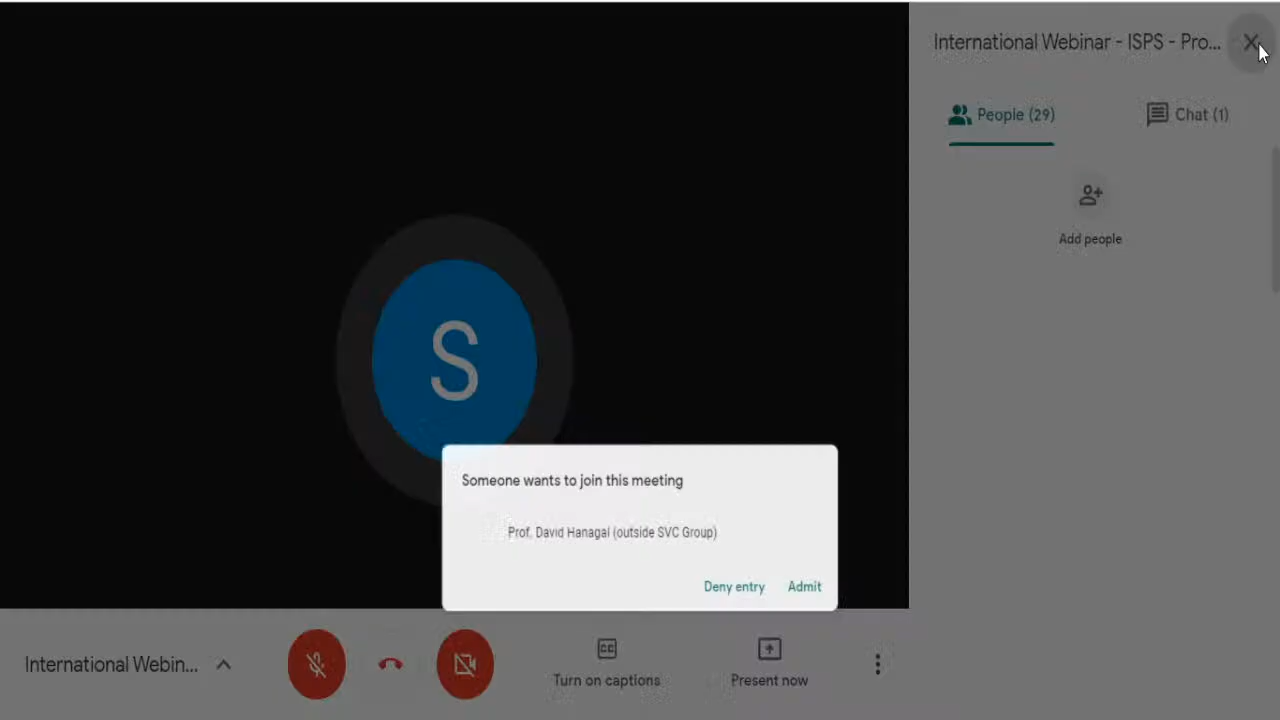 International Webinar - ISPS - Pro...
People (29)
Chat (1)
Add people
S
Someone wants to join this meeting
Prof. David Hanagal (outside SVC Group)
Deny entry
Admit
International Webin...
CC
Turn on captions
Present now